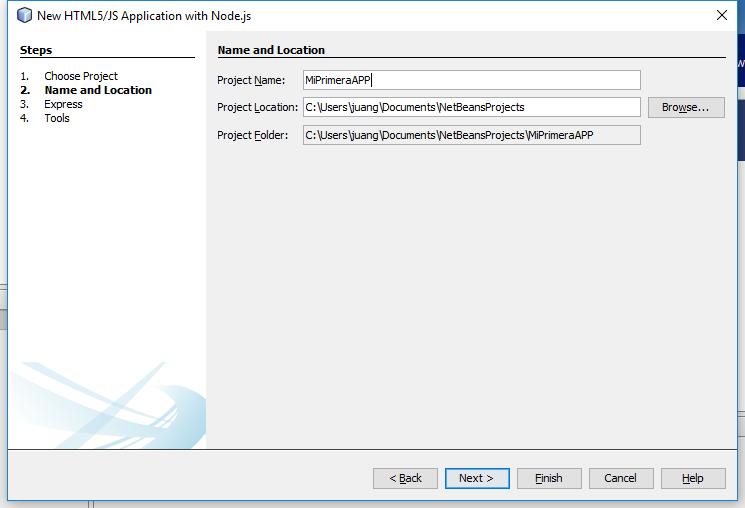 New HTML5/JS Application with Node.js
Steps
1. Choose Project
2. Name and Location
3. Express
4. Tools
Name and Location
Project Name: MiPrimeraAPP
Project Location: C:\Users\juang\Documents\NetBeansProjects Browse...
Project Folder: C:\Users\juang\Documents\NetBeansProjects\MiPrimeraAPP
< Back Next > Finish Cancel Help